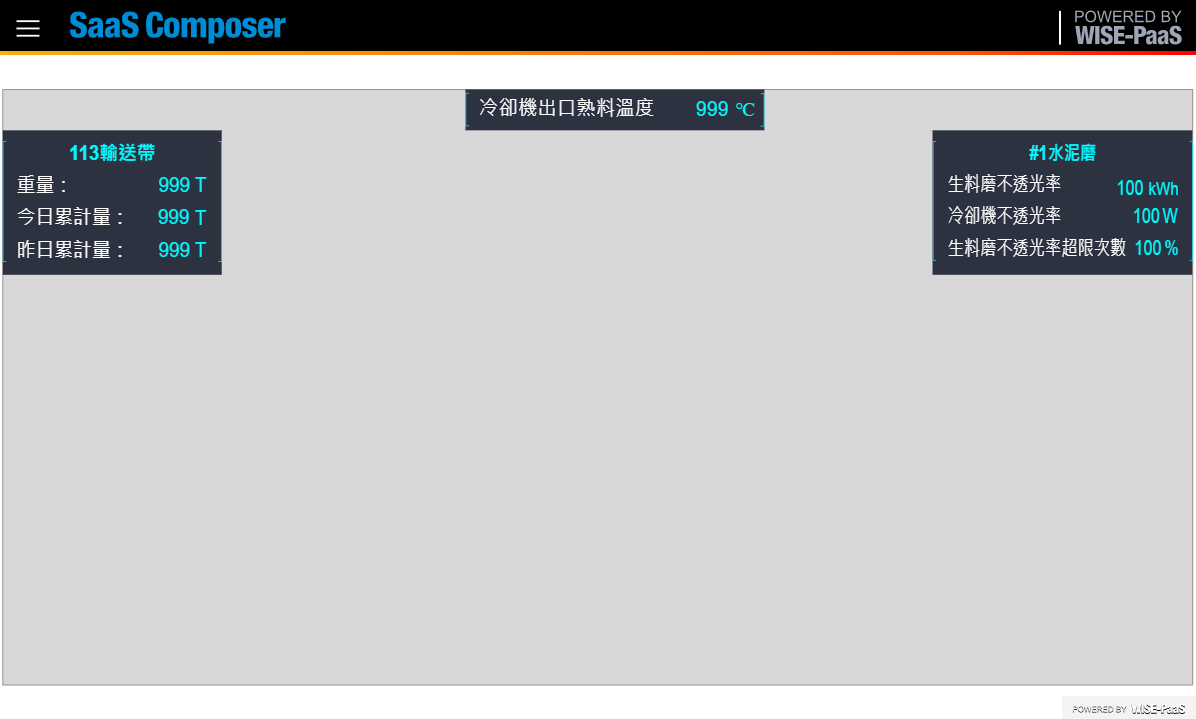 SaaS Composer
POWERED BY
WISE-PaaS
冷卻機出口熟料溫度 999 ℃
113輸送帶
重量： 999 T
今日累計量： 999 T
昨日累計量： 999 T
#1水泥磨
生料磨不透光率 100 kWh
冷卻機不透光率 100 W
生料磨不透光率超限次數 100 %
POWERED BY WISE-PaaS